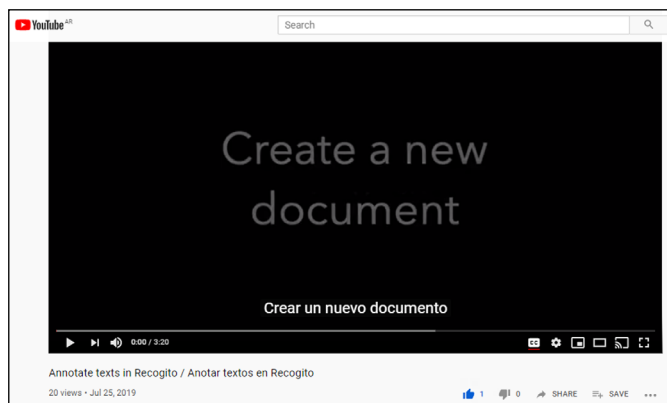 YouTube AR
Search
Create a new
document
Crear un nuevo documento
0:00 / 3:20
CC
Annotate texts in Recogito / Anotar textos en Recogito
20 views • Jul 25, 2019
1 0 SHARE SAVE